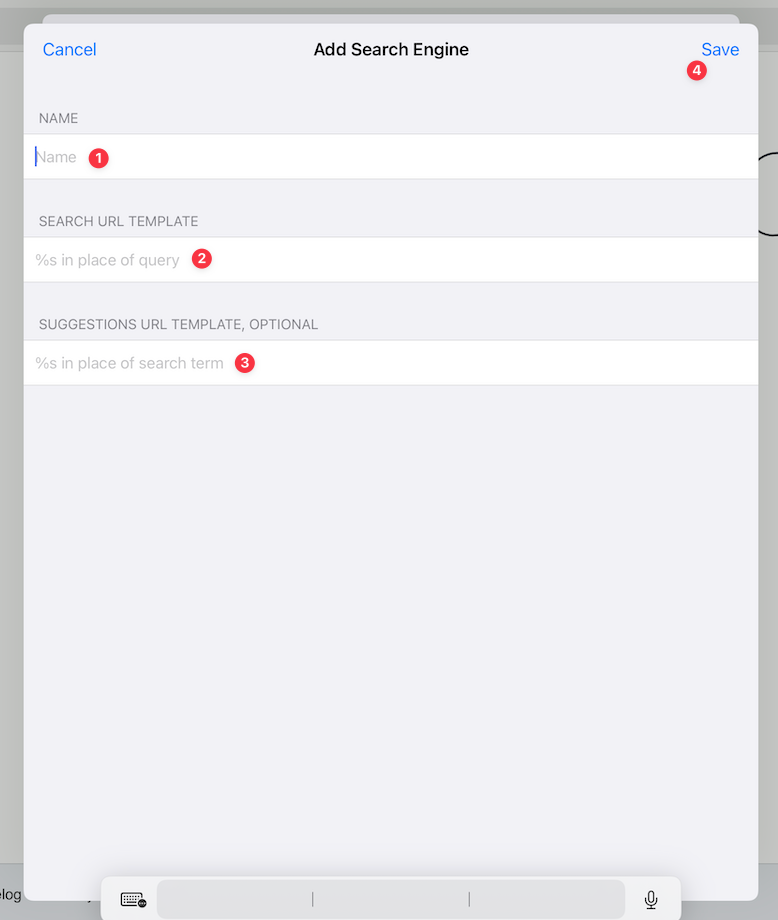 Cancel Add Search Engine Save
4
NAME
Name 1
SEARCH URL TEMPLATE
%s in place of query 2
SUGGESTIONS URL TEMPLATE, OPTIONAL
%s in place of search term 3